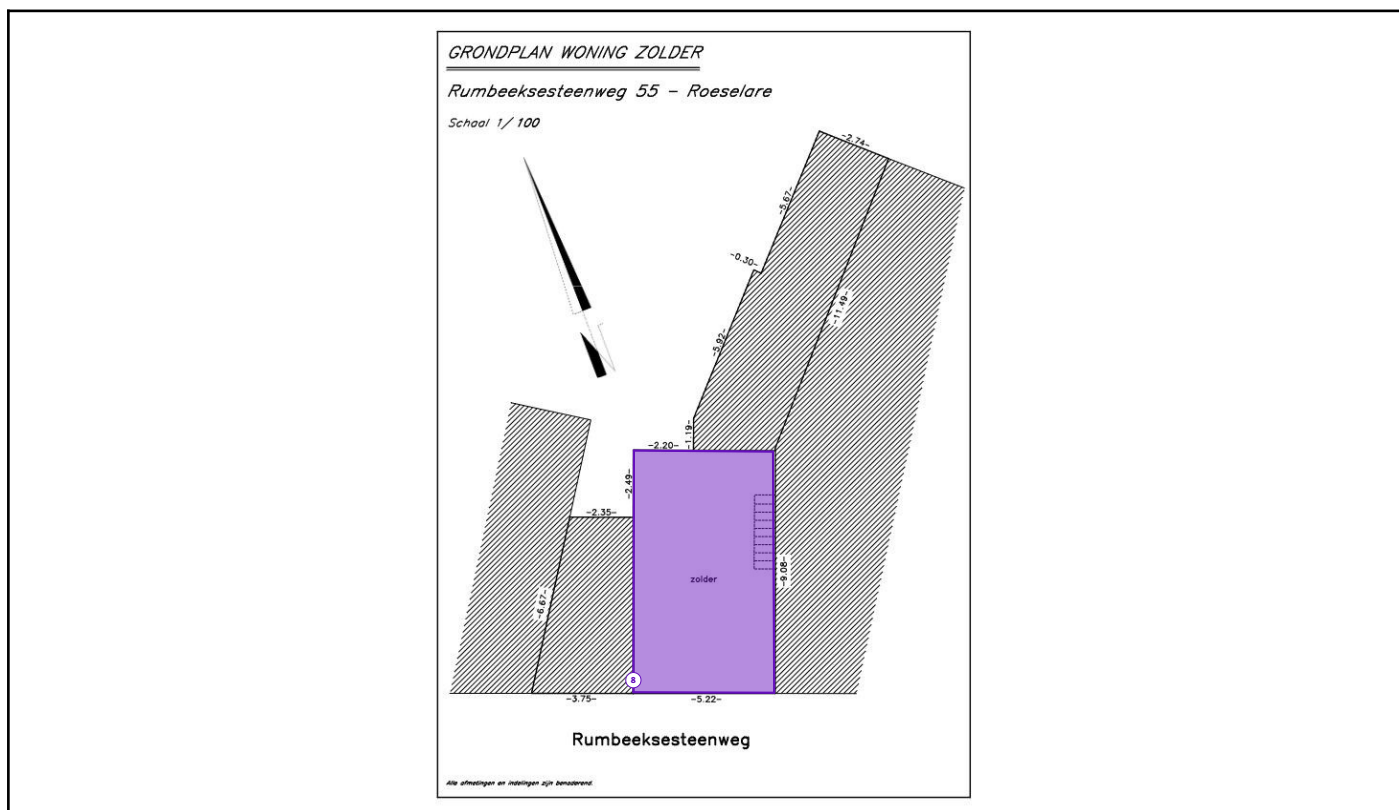 GRONDPLAN WONING ZOLDER
Rumbeeksesteenweg 55 - Roeselare
Schaal 1/ 100
-2.74-
-5.67-
-0.30-
-11.49-
-5.92-
-1.19-
-2.20-
-2.49-
-2.35-
zolder
-9.08-
-6.67-
8
-3.75-
-5.22-
Rumbeeksesteenweg
Alle afmetingen en indelingen zijn benaderend.